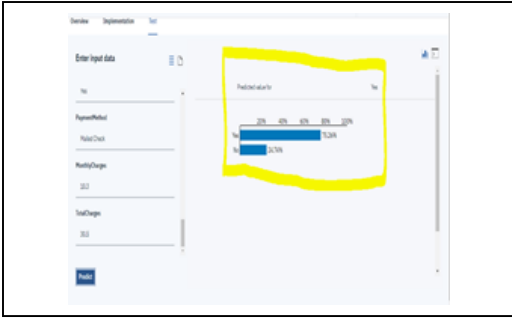 Overview Implementation Test
Enter input data
Yes
PaymentMethod
Mailed Check
MonthlyCharges
TotalCharges
Predict
Predicted value for Yes
20% 40% 60% 80% 100%
Yes